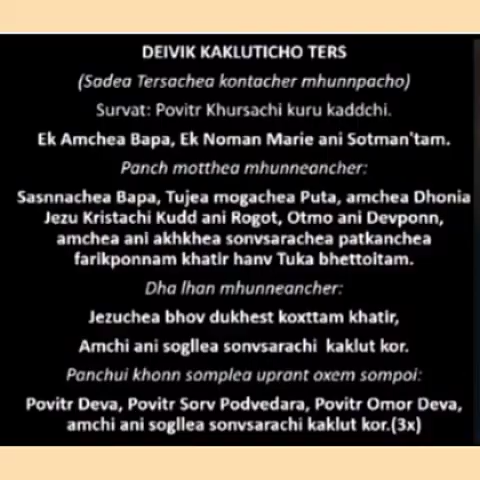 DEIVIK KAKLUTICHO TERS
(Sadea Tersachea kontacher mhunnpacho)
Survat: Povitr Khursachi kuru kaddchi.
Ek Amchea Bapa, Ek Noman Marie ani Sotman'tam.
Panch motthea mhunneancher:
Sasnnachea Bapa, Tujea mogachea Puta, amchea Dhonia
Jezu Kristachi Kudd ani Rogot, Otmo ani Devponn,
amchea ani akhkhea sonvsarachea patkanchea
farikponnam khatir hanv Tuka bhettoitam.
Dha lhan mhunneancher:
Jezuchea bhov dukhest koxttam khatir,
Amchi ani sogllea sonvsarachi kaklut kor.
Panchui khonn somplea uprant oxem sompoi:
Povitr Deva, Povitr Sorv Podvedara, Povitr Omor Deva,
amchi ani sogllea sonvsarachi kaklut kor.(3x)